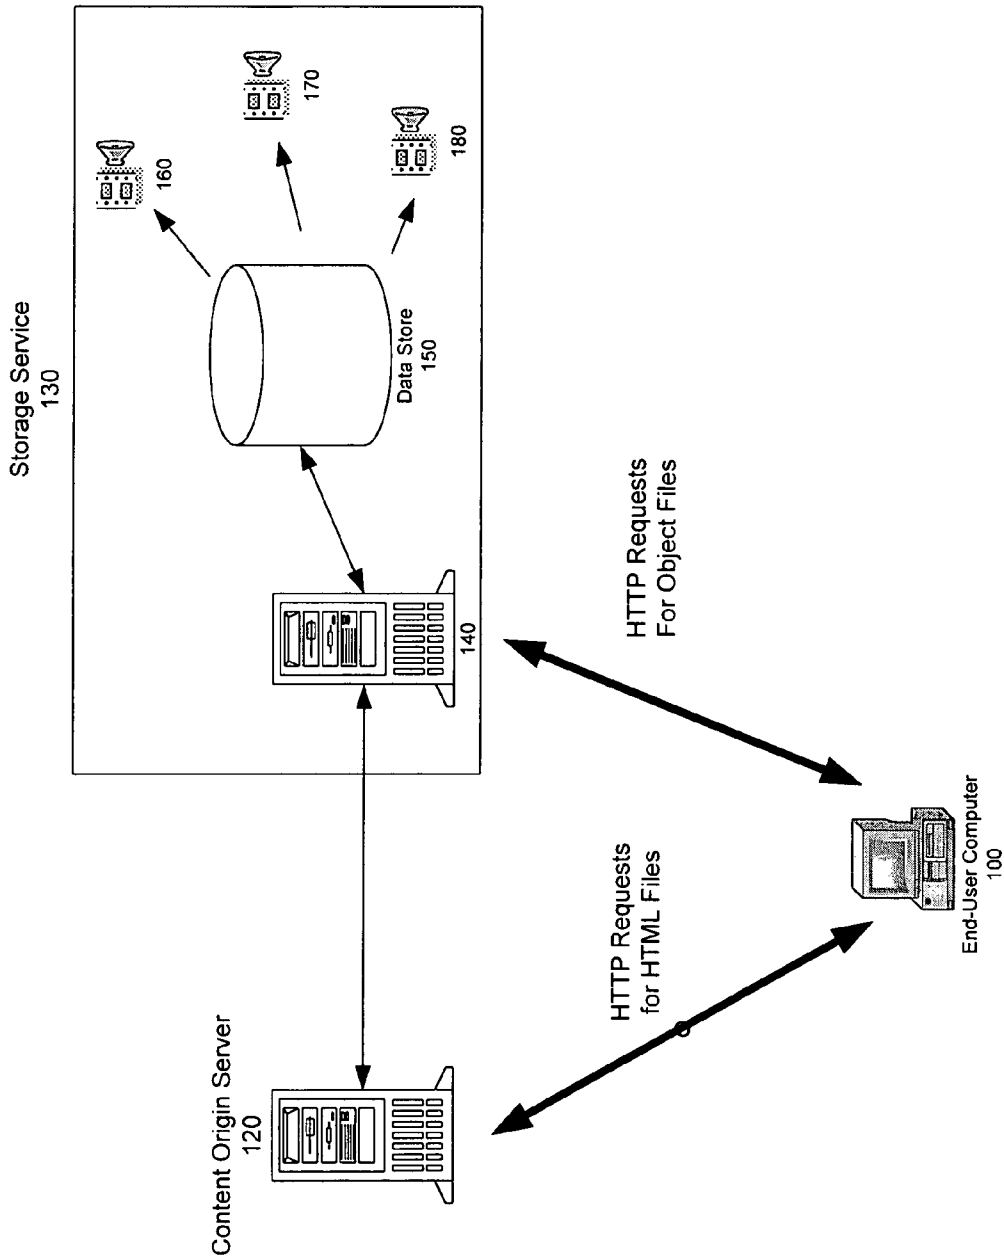 Storage Service
130
160
170
180
Data Store
150
140
Content Origin Server
120
HTTP Requests
for HTML Files
HTTP Requests
For Object Files
End-User Computer
100